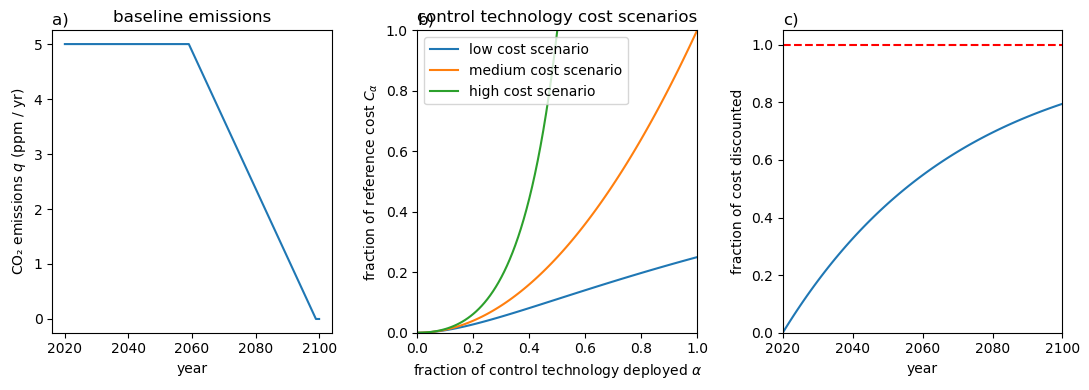 a)
baseline emissions
CO₂ emissions q (ppm / yr)
5
4
3
2
1
0
2020 2040 2060 2080 2100
year
b)
control technology cost scenarios
low cost scenario
medium cost scenario
high cost scenario
fraction of reference cost Cα
1.0
0.8
0.6
0.4
0.2
0.0
0.0 0.2 0.4 0.6 0.8 1.0
fraction of control technology deployed α
c)
fraction of cost discounted
1.0
0.8
0.6
0.4
0.2
0.0
2020 2040 2060 2080 2100
year